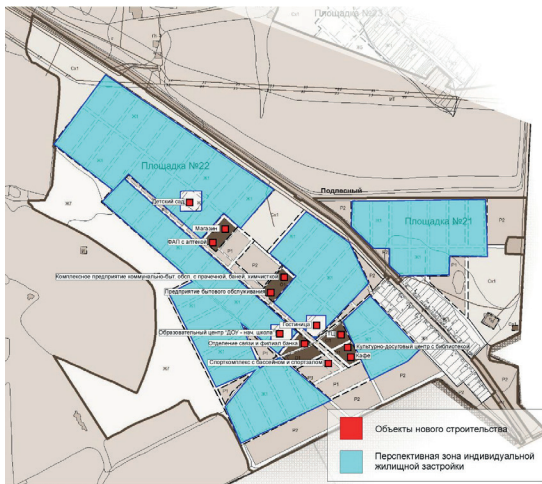 Площадка №23
Площадка №22
Подлесный
Площадка №21
Детский сад
Магазин
ФАП с аптекой
Комплексное предприятие коммунально-быт. обсл. с прачечной, баней, химчисткой
Предприятие бытового обслуживания
Гостиница
Образовательный центр "ДОУ - нач. школа"
Отделение связи и филиал банка
Культурно-досуговый центр с библиотекой
Кафе
Спорткомплекс с бассейном и спортзалом
Объекты нового строительства
Перспективная зона индивидуальной
жилищной застройки